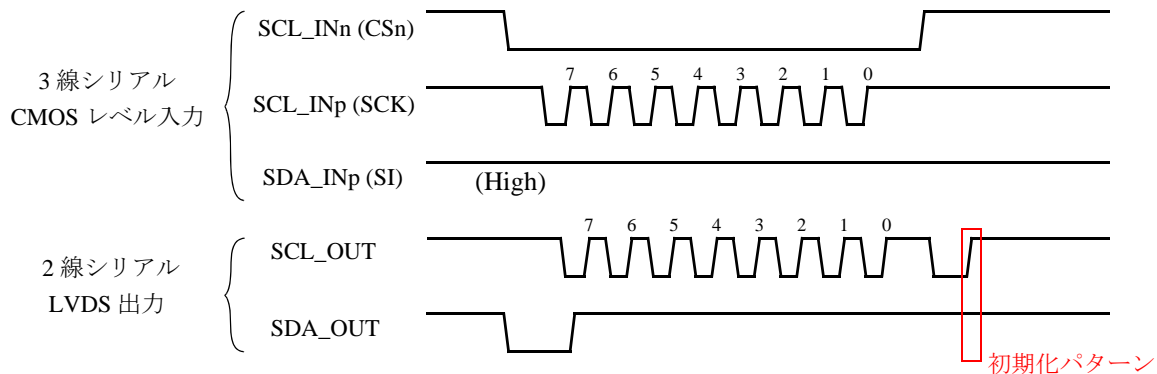 SCL_INn (CSn)
7 6 5 4 3 2 1 0
3 線シリアル
CMOS レベル入力
SCL_INp (SCK)
SDA_INp (SI)
(High)
7 6 5 4 3 2 1 0
SCL_OUT
2 線シリアル
LVDS 出力
SDA_OUT
初期化パターン